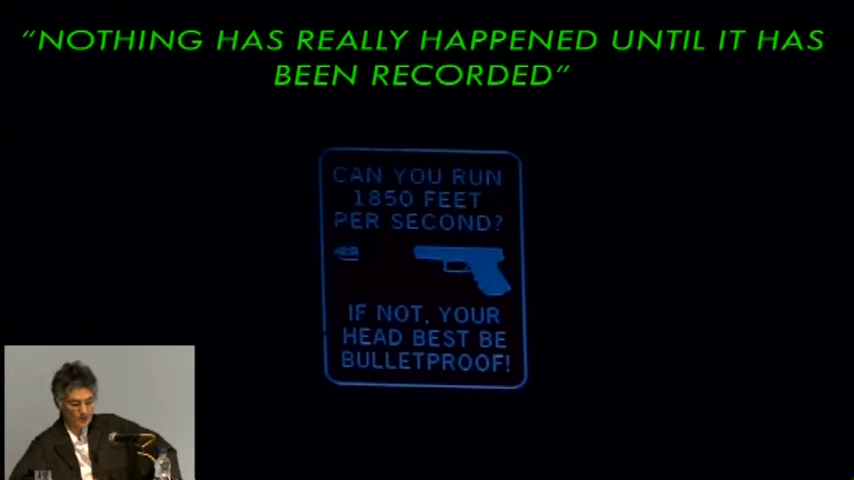 “NOTHING HAS REALLY HAPPENED UNTIL IT HAS
BEEN RECORDED”
CAN YOU RUN
1850 FEET
PER SECOND?
IF NOT, YOUR
HEAD BEST BE
BULLETPROOF!